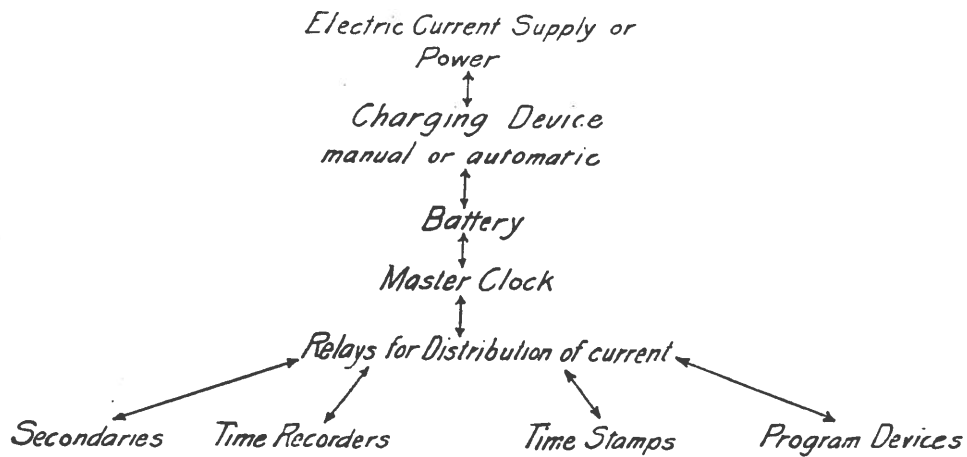 Electric Current Supply or
Power
Charging Device
manual or automatic
Battery
Master Clock
Relays for Distribution of current
Secondaries Time Recorders Time Stamps Program Devices